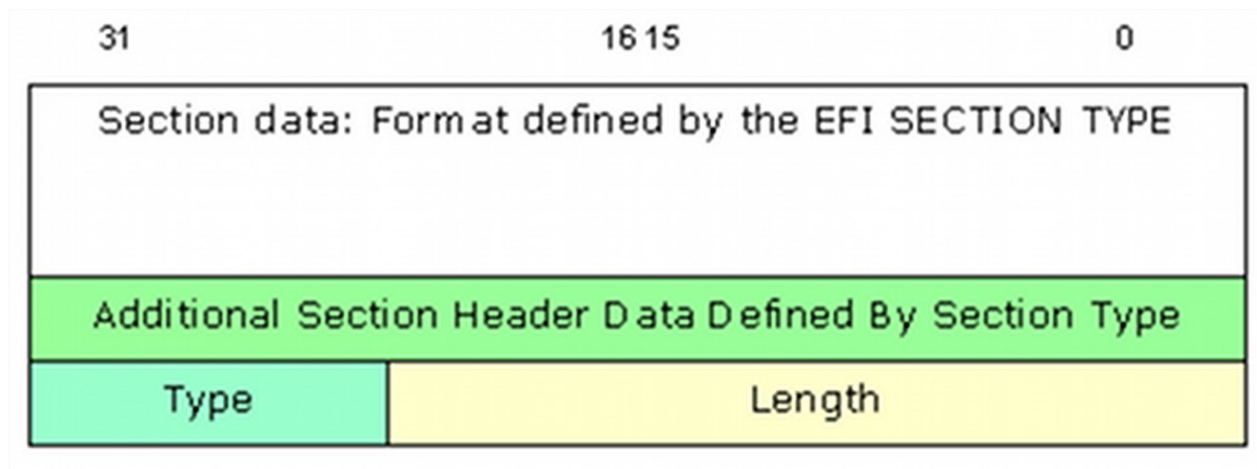 31 16 15 0
Section data: Format defined by the EFI SECTION TYPE
Additional Section Header Data Defined By Section Type
Type Length